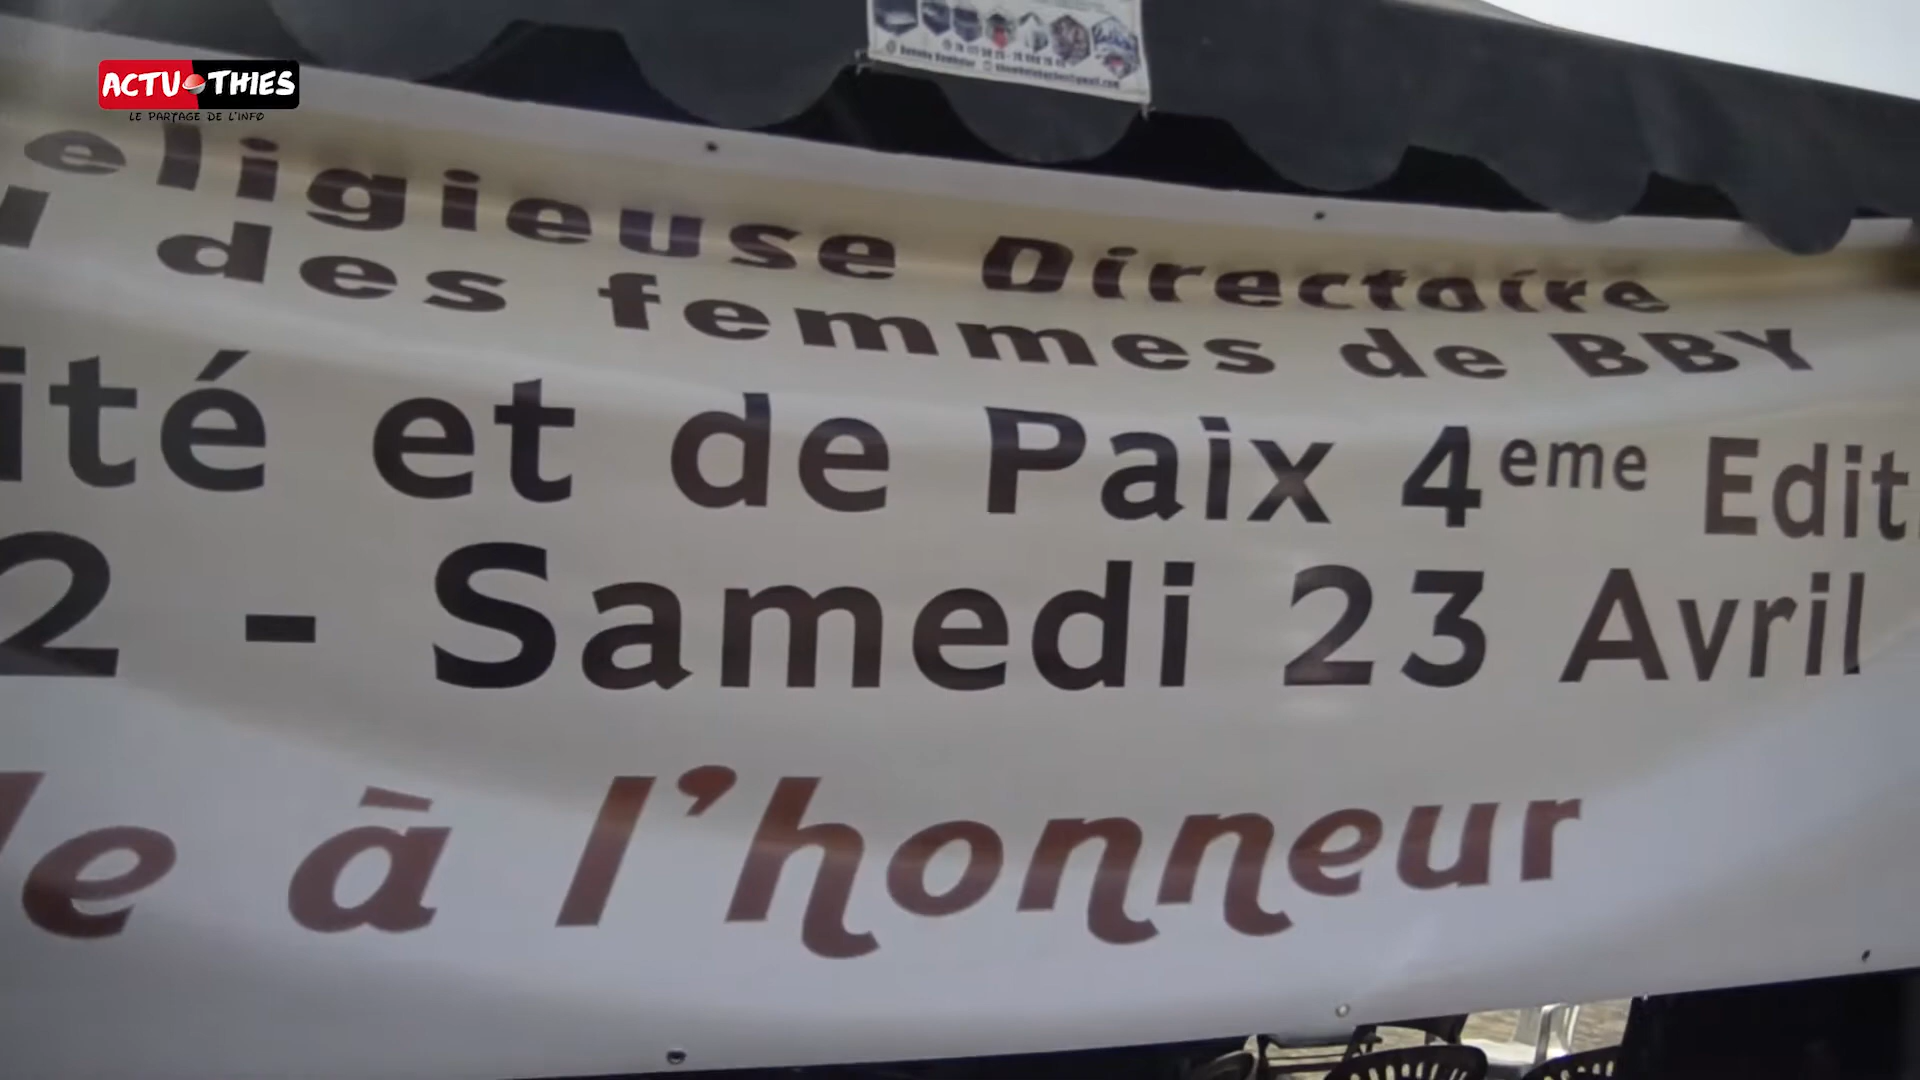 ACTU THIES
LE PARTAGE DE L'INFO
eligieuse Directoire
des femmes de BBY
ité et de Paix 4eme Edit
2 - Samedi 23 Avril
le à l'honneur